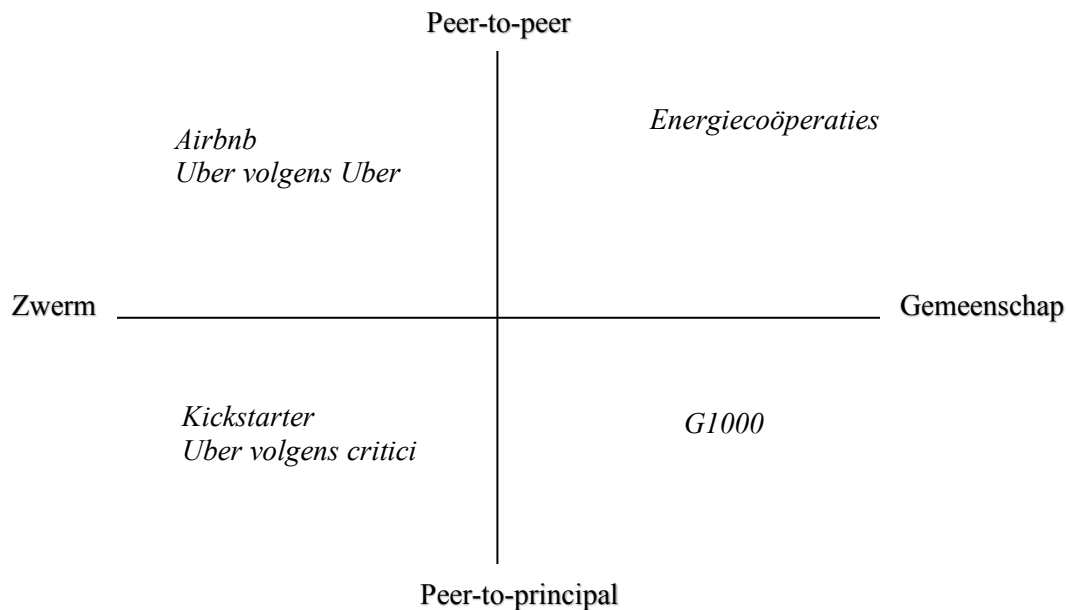 Peer-to-peer
Airbnb
Uber volgens Uber
Energiecoöperaties
Zwerm
Gemeenschap
Kickstarter
Uber volgens critici
G1000
Peer-to-principal